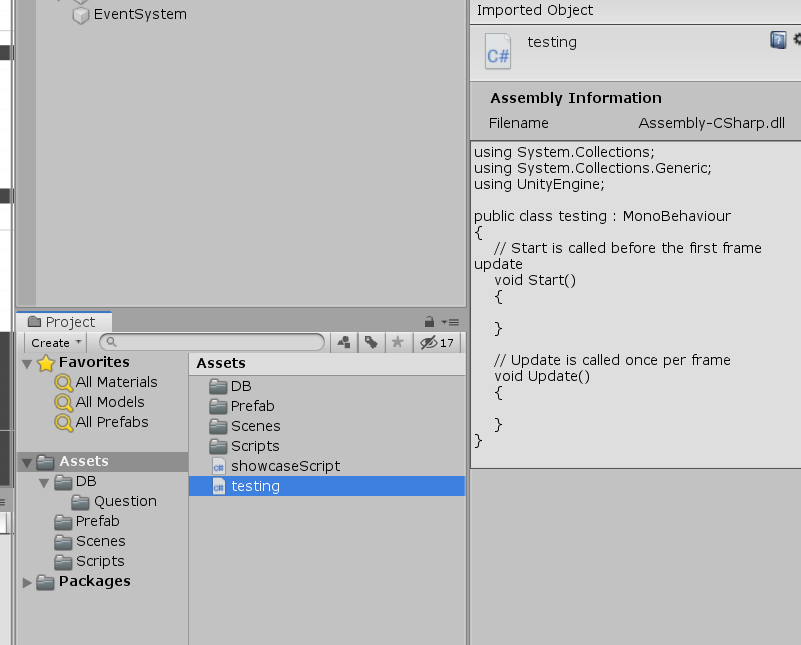 EventSystem
Project
Create
17
Favorites
All Materials
All Models
All Prefabs
Assets
DB
Question
Prefab
Scenes
Scripts
Packages
Assets
DB
Prefab
Scenes
Scripts
showcaseScript
testing
Imported Object
C#
testing
Assembly Information
Filename Assembly-CSharp.dll
using System.Collections;
using System.Collections.Generic;
using UnityEngine;
public class testing : MonoBehaviour
{
// Start is called before the first frame
update
void Start()
{
}
// Update is called once per frame
void Update()
{
}
}